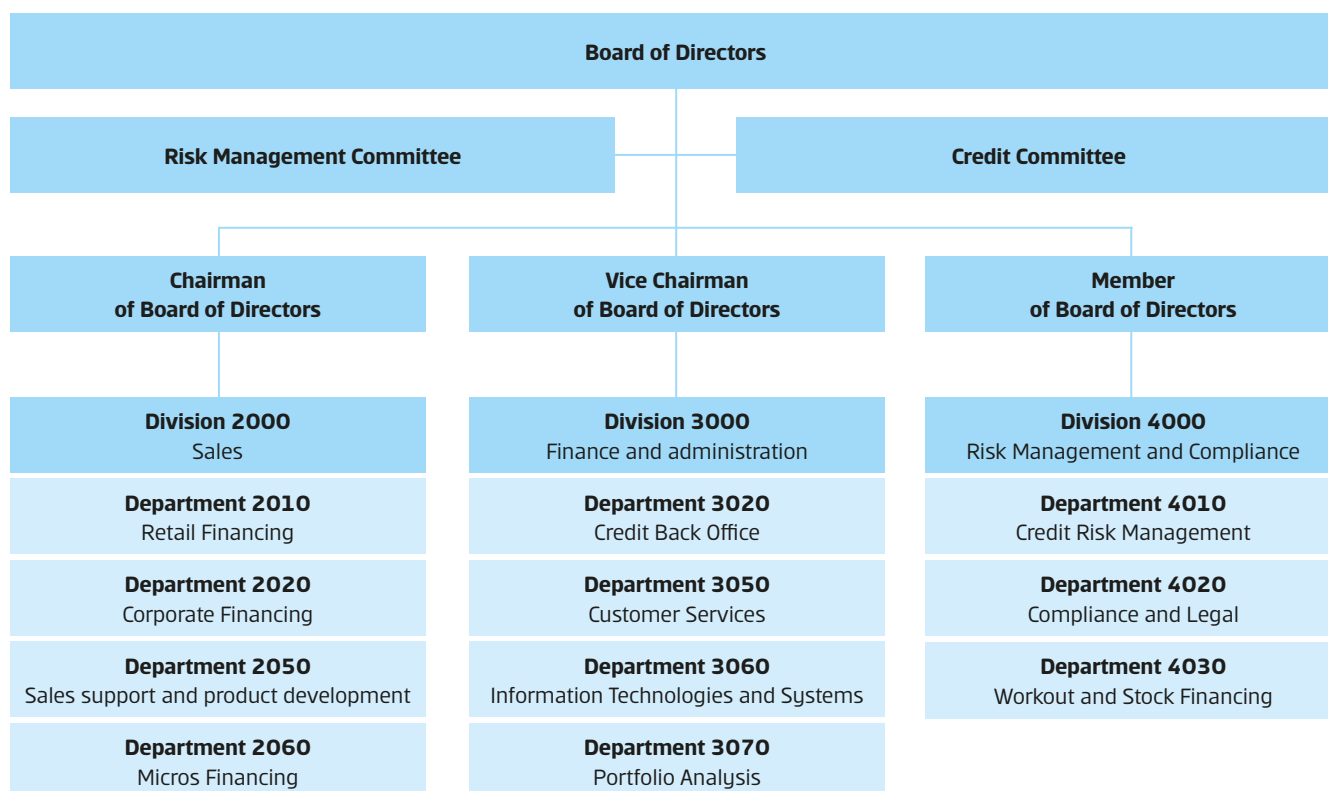 Board of Directors
Risk Management Committee
Credit Committee
Chairman
of Board of Directors
Vice Chairman
of Board of Directors
Member
of Board of Directors
Division 2000
Sales
Department 2010
Retail Financing
Department 2020
Corporate Financing
Department 2050
Sales support and product development
Department 2060
Micros Financing
Division 3000
Finance and administration
Department 3020
Credit Back Office
Department 3050
Customer Services
Department 3060
Information Technologies and Systems
Department 3070
Portfolio Analysis
Division 4000
Risk Management and Compliance
Department 4010
Credit Risk Management
Department 4020
Compliance and Legal
Department 4030
Workout and Stock Financing